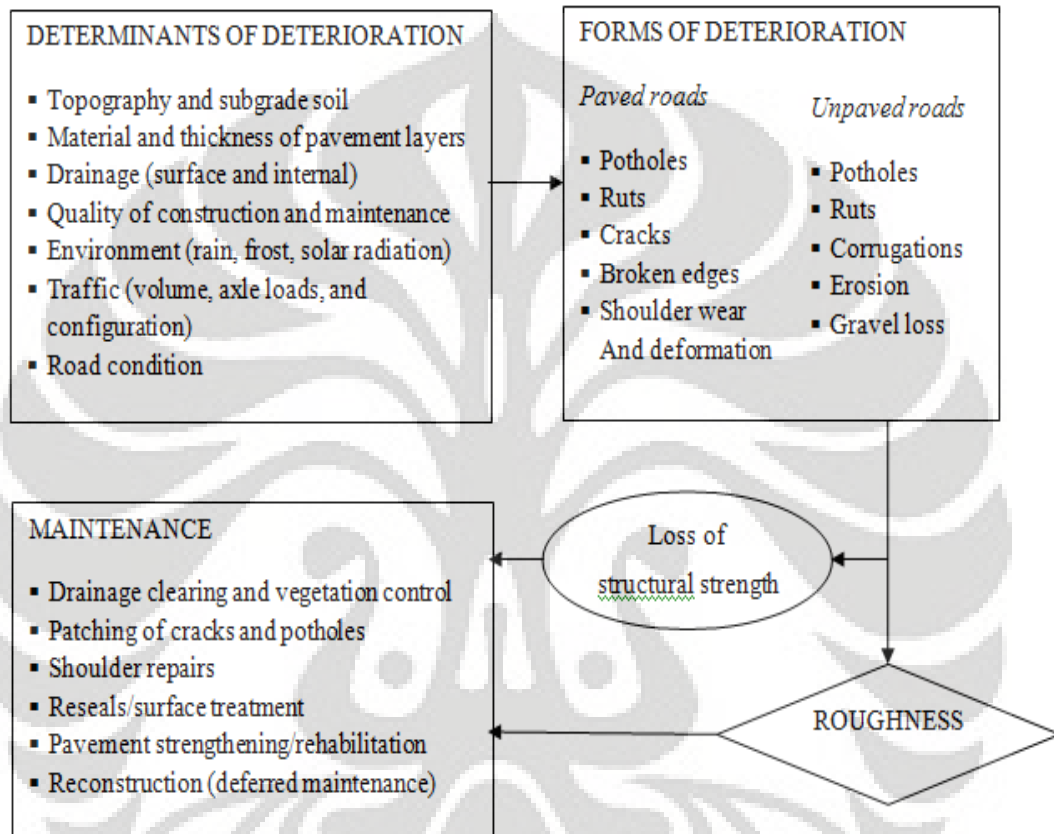 DETERMINANTS OF DETERIORATION
▪ Topography and subgrade soil
▪ Material and thickness of pavement layers
▪ Drainage (surface and internal)
▪ Quality of construction and maintenance
▪ Environment (rain, frost, solar radiation)
▪ Traffic (volume, axle loads, and
configuration)
▪ Road condition
FORMS OF DETERIORATION
Paved roads
▪ Potholes
▪ Ruts
▪ Cracks
▪ Broken edges
▪ Shoulder wear
And deformation
Unpaved roads
▪ Potholes
▪ Ruts
▪ Corrugations
▪ Erosion
▪ Gravel loss
Loss of
structural strength
ROUGHNESS
MAINTENANCE
▪ Drainage clearing and vegetation control
▪ Patching of cracks and potholes
▪ Shoulder repairs
▪ Reseals/surface treatment
▪ Pavement strengthening/rehabilitation
▪ Reconstruction (deferred maintenance)